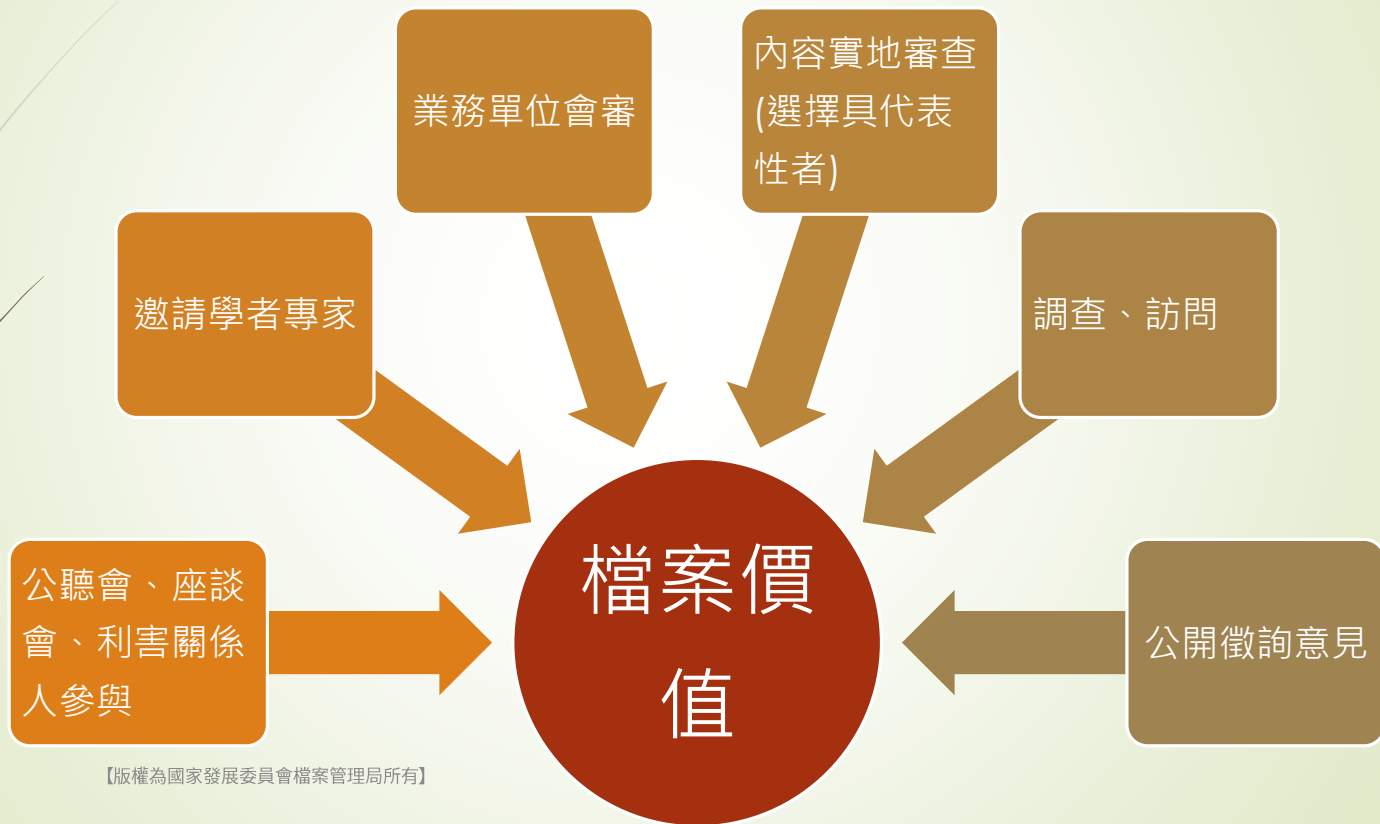 業務單位會審
內容實地審查
(選擇具代表
性者)
邀請學者專家
調查、訪問
公聽會、座談
會、利害關係
人參與
公開徵詢意見
檔案價
值
【版權為國家發展委員會檔案管理局所有】